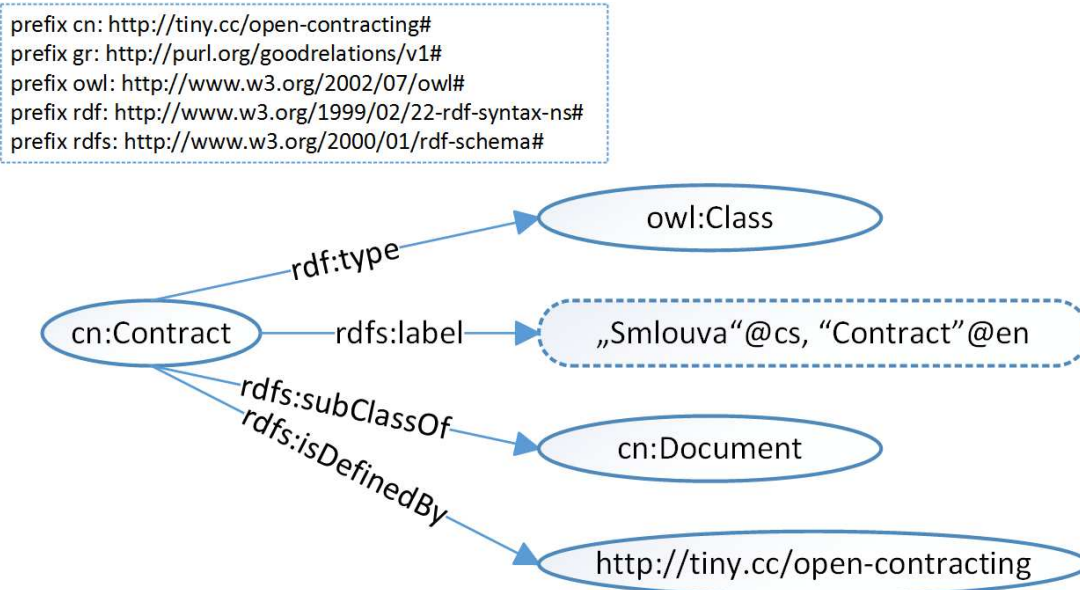 prefix cn: http://tiny.cc/open-contracting#
prefix gr: http://purl.org/goodrelations/v1#
prefix owl: http://www.w3.org/2002/07/owl#
prefix rdf: http://www.w3.org/1999/02/22-rdf-syntax-ns#
prefix rdfs: http://www.w3.org/2000/01/rdf-schema#
owl:Class
rdf:type
cn:Contract
rdfs:label
„Smlouva“@cs, “Contract”@en
rdfs:subClassOf
cn:Document
rdfs:isDefinedBy
http://tiny.cc/open-contracting